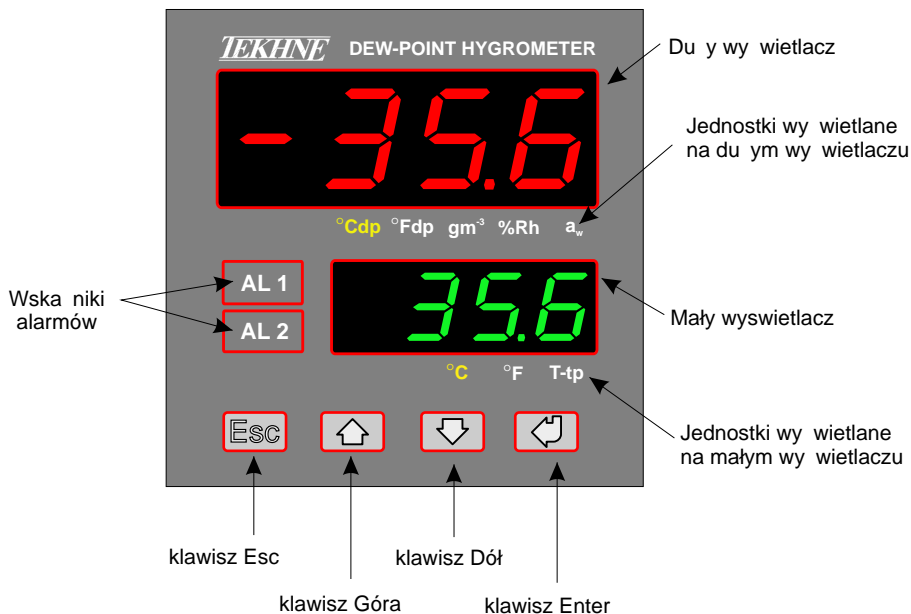 TEKHNE DEW-POINT HYGROMETER
Du y wy wietlacz
-35.6
Jednostki wy wietlane
na du ym wy wietlaczu
°Cdp °Fdp gm⁻³ %Rh a_w
Wska niki
alarmów
AL 1
AL 2
35.6
Mały wyswietlacz
°C °F T-tp
Esc
Jednostki wy wietlane
na małym wy wietlaczu
klawisz Esc
klawisz Dół
klawisz Góra
klawisz Enter